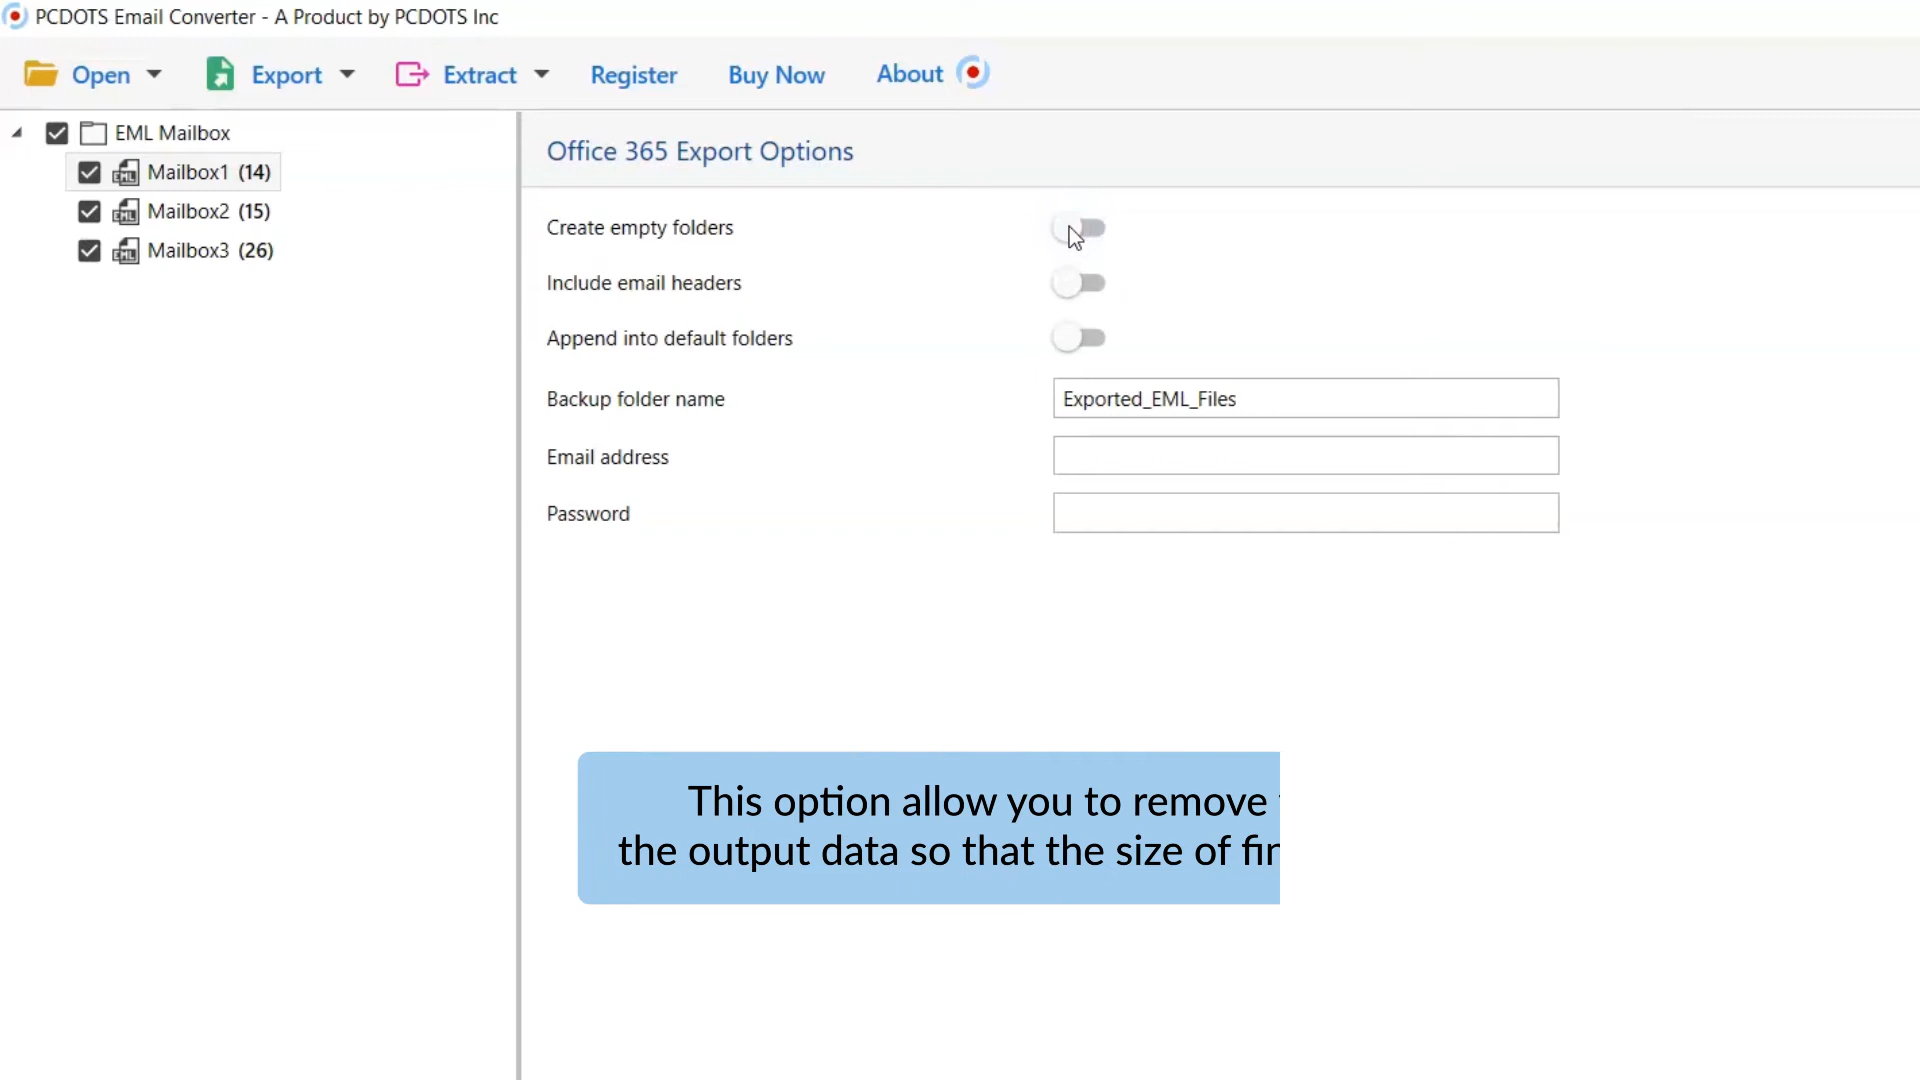 PCDOTS Email Converter - A Product by PCDOTS Inc
Open Export Extract Register Buy Now About
EML Mailbox
Mailbox1 (14)
Mailbox2 (15)
Mailbox3 (26)
Office 365 Export Options
Create empty folders
Include email headers
Append into default folders
Backup folder name Exported_EML_Files
Email address
Password
This option allow you to remove
the output data so that the size of